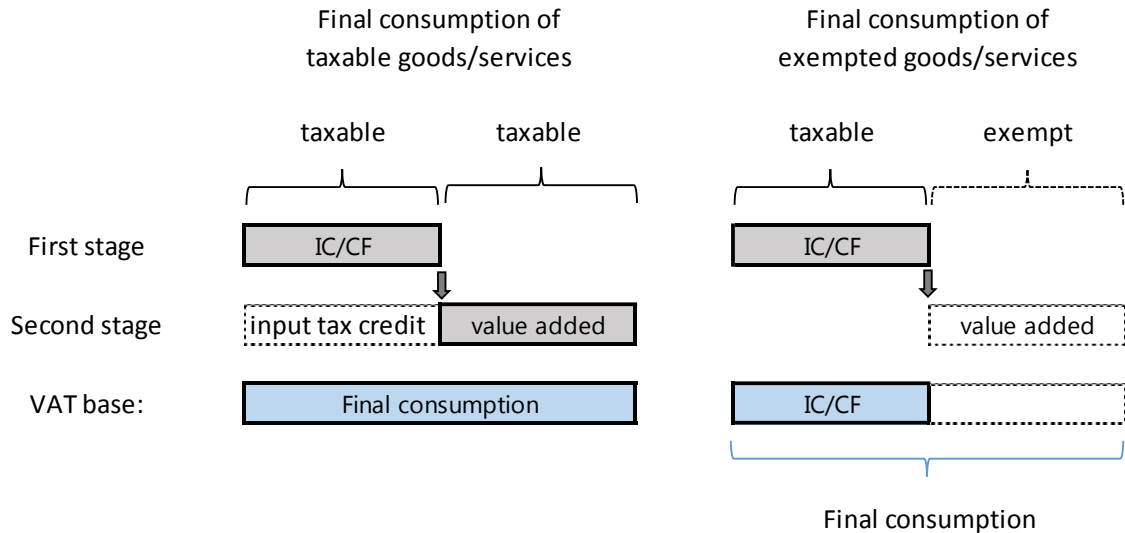 Final consumption of
taxable goods/services
Final consumption of
exempted goods/services
taxable
taxable
taxable
exempt
First stage
IC/CF
IC/CF
Second stage
input tax credit
value added
value added
VAT base:
Final consumption
IC/CF
Final consumption